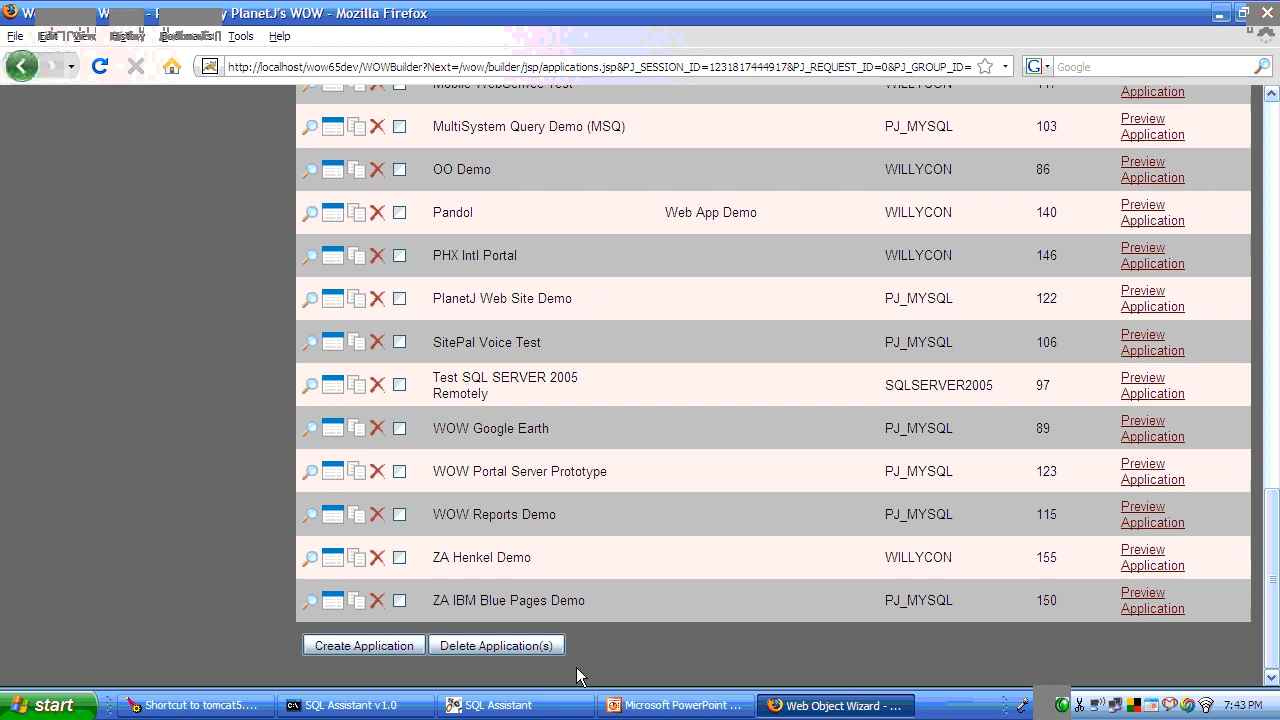 PlanetJ's WOW - Mozilla Firefox
File
Tools
Help
http://localhost/wow65dev/WOWBuilder?Next=/wow/builder/jsp/applications.jsp&PJ_SESSION_ID=1231817444917&PJ_REQUEST_ID=0&PJ_GROUP_ID=
Google
WILLYCON
Application
MultiSystem Query Demo (MSQ)
PJ_MYSQL
103
Preview
Application
OO Demo
WILLYCON
86
Preview
Application
Pandol
Web App Demo
WILLYCON
140
Preview
Application
PHX Intl Portal
WILLYCON
146
Preview
Application
PlanetJ Web Site Demo
PJ_MYSQL
122
Preview
Application
SitePal Voice Test
PJ_MYSQL
106
Preview
Application
Test SQL SERVER 2005
Remotely
SQLSERVER2005
97
Preview
Application
WOW Google Earth
PJ_MYSQL
89
Preview
Application
WOW Portal Server Prototype
PJ_MYSQL
Preview
Application
WOW Reports Demo
PJ_MYSQL
Preview
Application
ZA Henkel Demo
WILLYCON
Preview
Application
ZA IBM Blue Pages Demo
PJ_MYSQL
150
Preview
Application
Create Application
Delete Application(s)
start
Shortcut to tomcat5....
SQL Assistant v1.0
SQL Assistant
Microsoft PowerPoint ...
Web Object Wizard - ...
7:43 PM